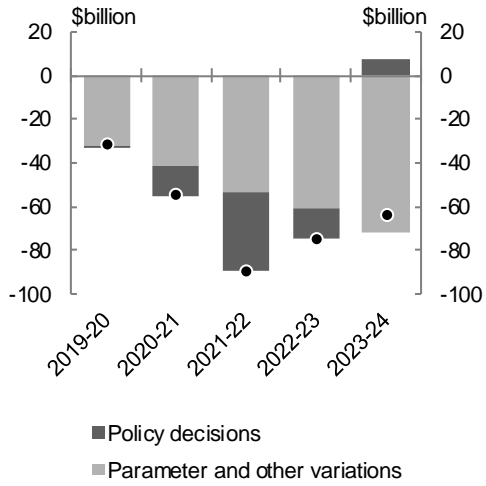 $billion $billion
20 20
0 0
-20 -20
-40 -40
-60 -60
-80 -80
-100 -100
2019-20 2020-21 2021-22 2022-23 2023-24
Policy decisions
Parameter and other variations